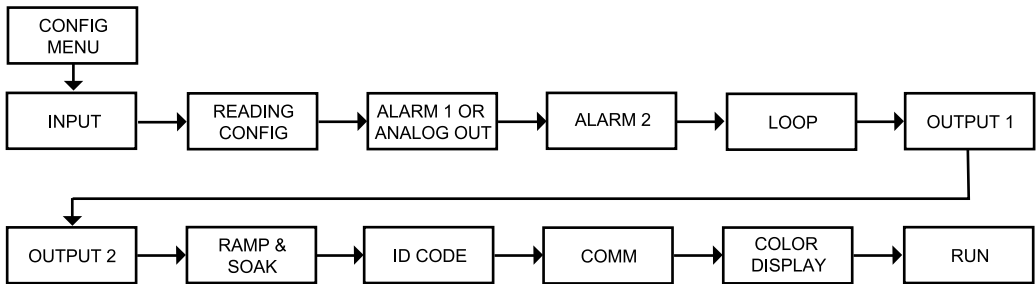 CONFIG
MENU
INPUT
READING
CONFIG
ALARM 1 OR
ANALOG OUT
ALARM 2
LOOP
OUTPUT 1
OUTPUT 2
RAMP &
SOAK
ID CODE
COMM
COLOR
DISPLAY
RUN